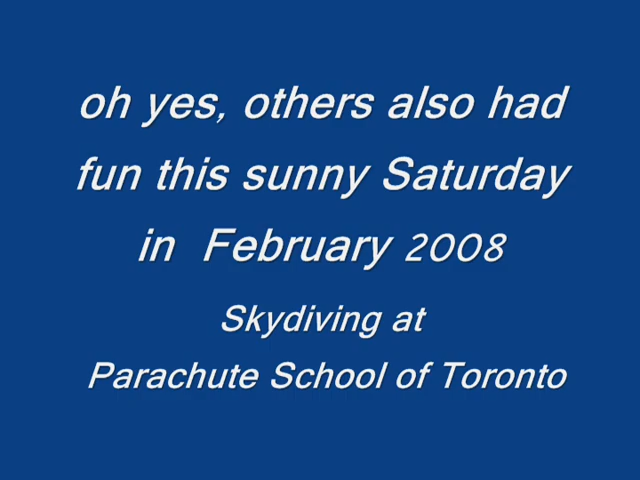 oh yes, others also had
fun this sunny Saturday
in February 2008
Skydiving at
Parachute School of Toronto